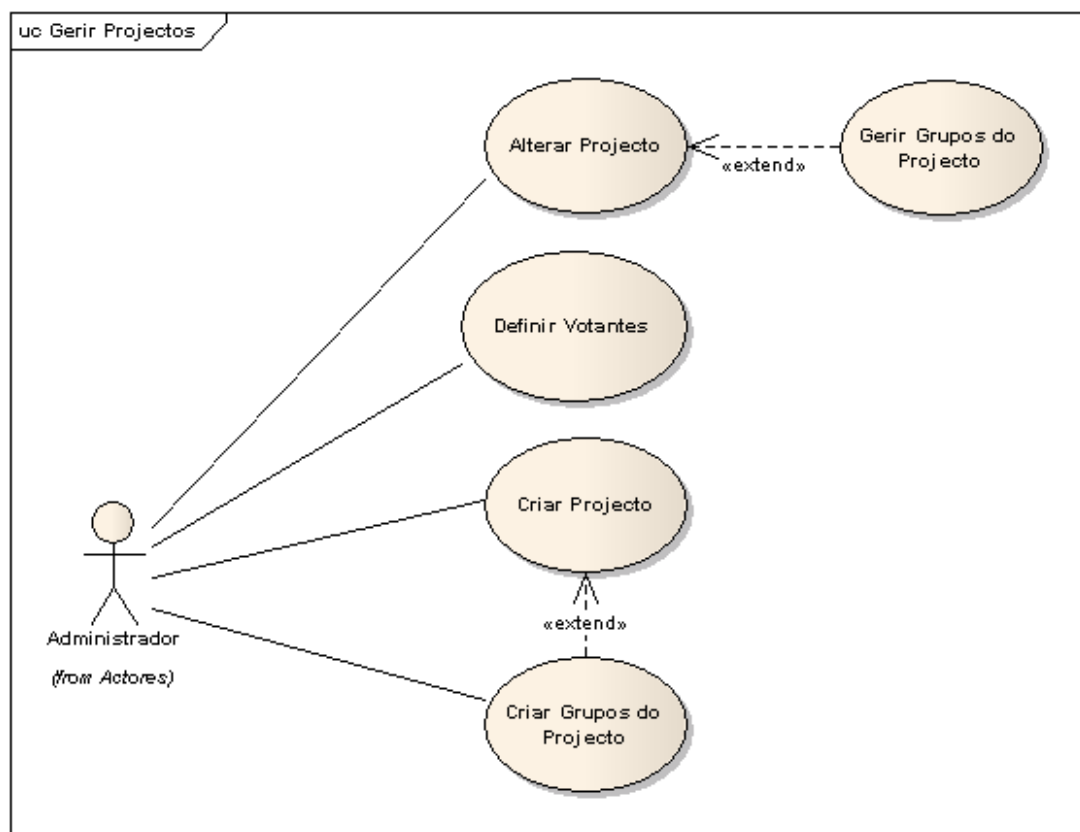 uc Gerir Projectos
Alterar Projecto
«extend»
Gerir Grupos do
Projecto
Definir Votantes
Criar Projecto
«extend»
Criar Grupos do
Projecto
Administrador
(from Actores)